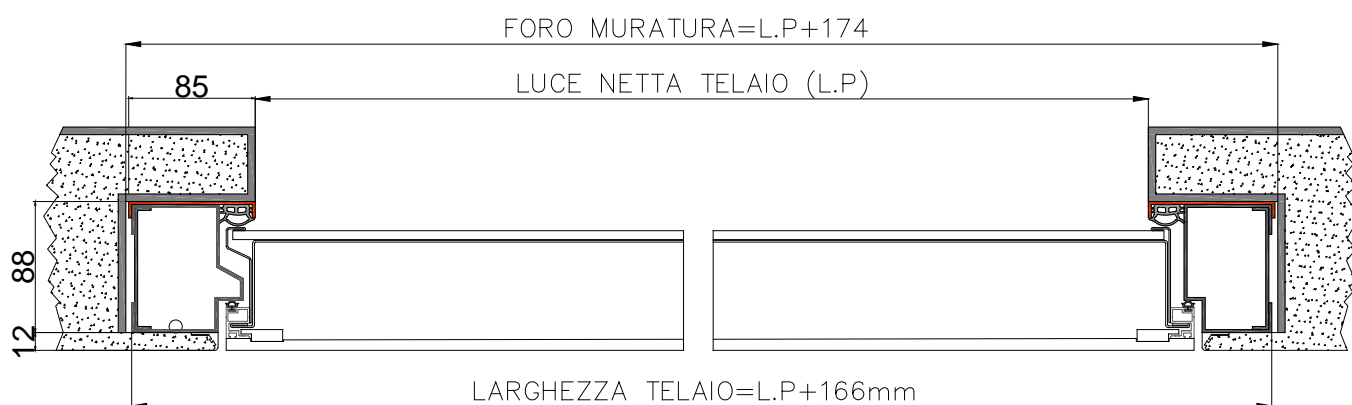 FORO MURATURA=L.P+174
85
LUCE NETTA TELAIO (L.P)
88
12
LARGHEZZA TELAIO=L.P+166mm